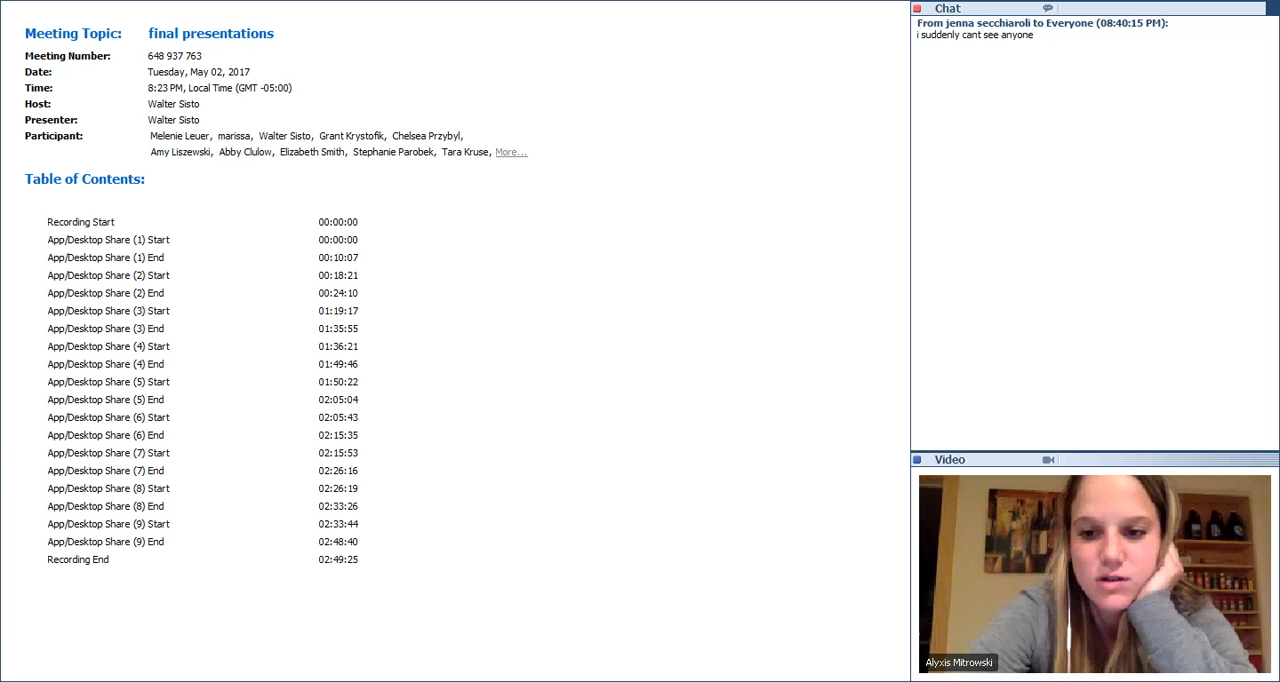 Meeting Topic: final presentations
Meeting Number: 648 937 763
Date: Tuesday, May 02, 2017
Time: 8:23 PM, Local Time (GMT -05:00)
Host: Walter Sisto
Presenter: Walter Sisto
Participant: Melenie Leuer, marissa, Walter Sisto, Grant Krystofik, Chelsea Przybyl,
Amy Liszewski, Abby Clulow, Elizabeth Smith, Stephanie Parobek, Tara Kruse, More...
Table of Contents:
Recording Start 00:00:00
App/Desktop Share (1) Start 00:00:00
App/Desktop Share (1) End 00:10:07
App/Desktop Share (2) Start 00:18:21
App/Desktop Share (2) End 00:24:10
App/Desktop Share (3) Start 01:19:17
App/Desktop Share (3) End 01:35:55
App/Desktop Share (4) Start 01:36:21
App/Desktop Share (4) End 01:49:46
App/Desktop Share (5) Start 01:50:22
App/Desktop Share (5) End 02:05:04
App/Desktop Share (6) Start 02:05:43
App/Desktop Share (6) End 02:15:35
App/Desktop Share (7) Start 02:15:53
App/Desktop Share (7) End 02:26:16
App/Desktop Share (8) Start 02:26:19
App/Desktop Share (8) End 02:33:26
App/Desktop Share (9) Start 02:33:44
App/Desktop Share (9) End 02:48:40
Recording End 02:49:25
Chat
From jenna secchiaroli to Everyone (08:40:15 PM):
i suddenly cant see anyone
Video
Alyxis Mitrowski